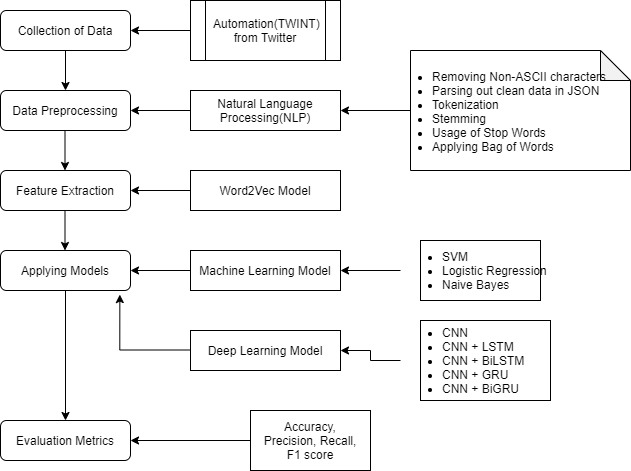 Collection of Data
Automation(TWINT)
from Twitter
Data Preprocessing
Natural Language
Processing(NLP)
Removing Non-ASCII characters
Parsing out clean data in JSON
Tokenization
Stemming
Usage of Stop Words
Applying Bag of Words
Feature Extraction
Word2Vec Model
Applying Models
Machine Learning Model
SVM
Logistic Regression
Naive Bayes
Deep Learning Model
CNN
CNN + LSTM
CNN + BiLSTM
CNN + GRU
CNN + BiGRU
Evaluation Metrics
Accuracy,
Precision, Recall,
F1 score